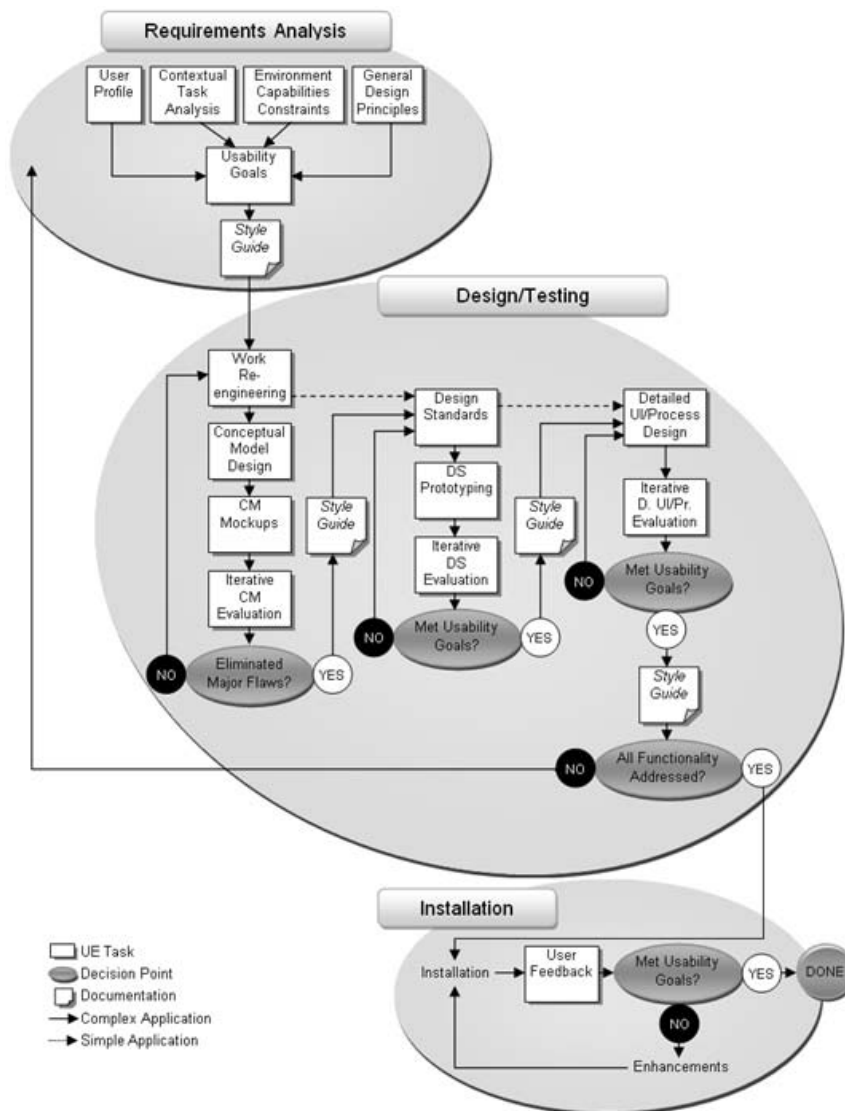 Requirements Analysis
User
Profile
Contextual
Task
Analysis
Environment
Capabilities
Constraints
General
Design
Principles
Usability
Goals
Style
Guide
Design/Testing
Work
Re-
engineering
Conceptual
Model
Design
CM
Mockups
Iterative
CM
Evaluation
NO
Eliminated
Major Flaws?
YES
Style
Guide
Design
Standards
DS
Prototyping
Iterative
DS
Evaluation
NO
Met Usability
Goals?
YES
Style
Guide
Detailed
UI/Process
Design
Iterative
D. UI/Pr.
Evaluation
NO
Met Usability
Goals?
YES
Style
Guide
NO
All Functionality
Addressed?
YES
Installation
Installation
User
Feedback
Met Usability
Goals?
YES
DONE
NO
Enhancements
UE Task
Decision Point
Documentation
Complex Application
Simple Application